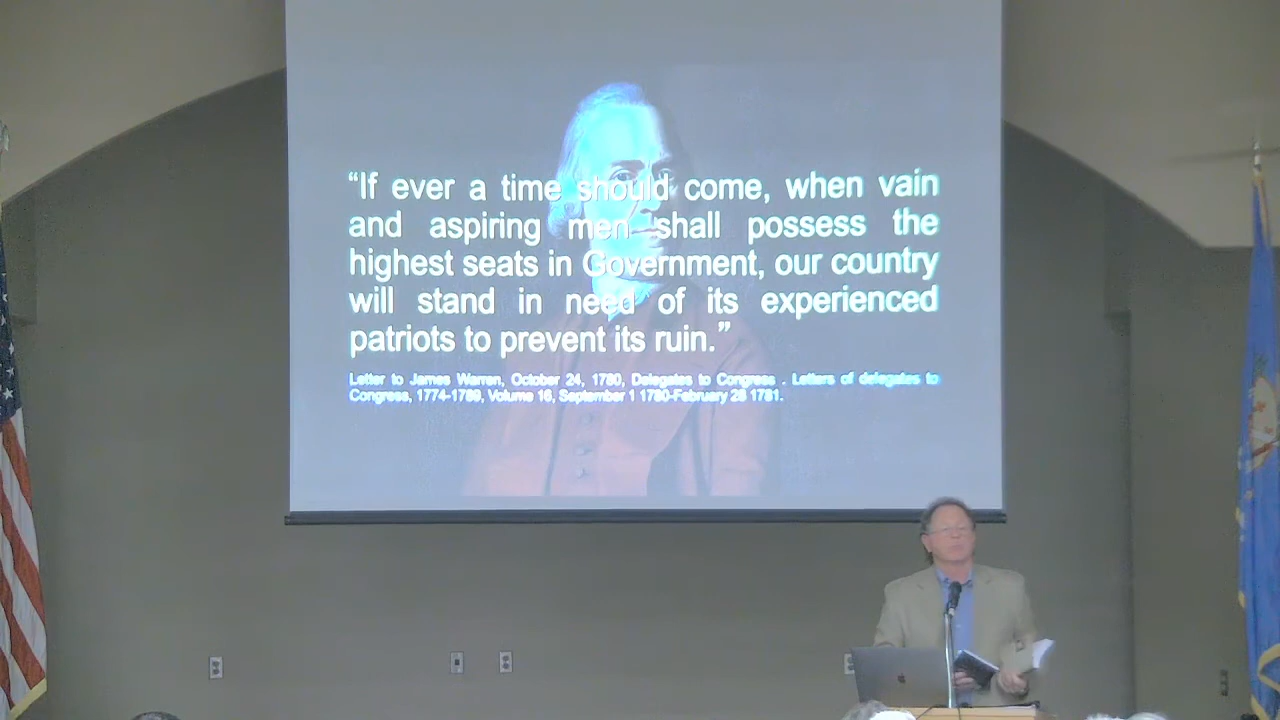 “If ever a time should come, when vain
and aspiring men shall possess the
highest seats in Government, our country
will stand in need of its experienced
patriots to prevent its ruin.”
Letter to James Warren, October 24, 1780, Delegates to Congress . Letters of delegates to
Congress, 1774-1789, Volume 16, September 1 1780-February 28 1781.